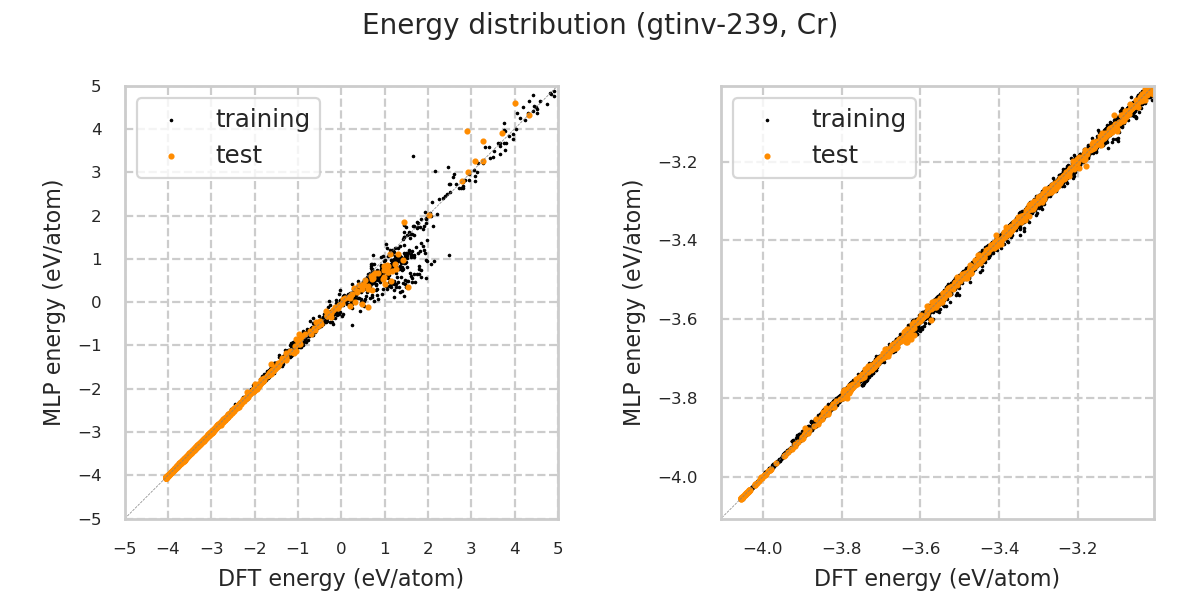 Energy distribution (gtinv-239, Cr)
training
test
5
4
3
2
1
0
−1
−2
−3
−4
−5
−5 −4 −3 −2 −1 0 1 2 3 4 5
DFT energy (eV/atom)
MLP energy (eV/atom)
training
test
−3.2
−3.4
−3.6
−3.8
−4.0
−4.0 −3.8 −3.6 −3.4 −3.2
DFT energy (eV/atom)
MLP energy (eV/atom)